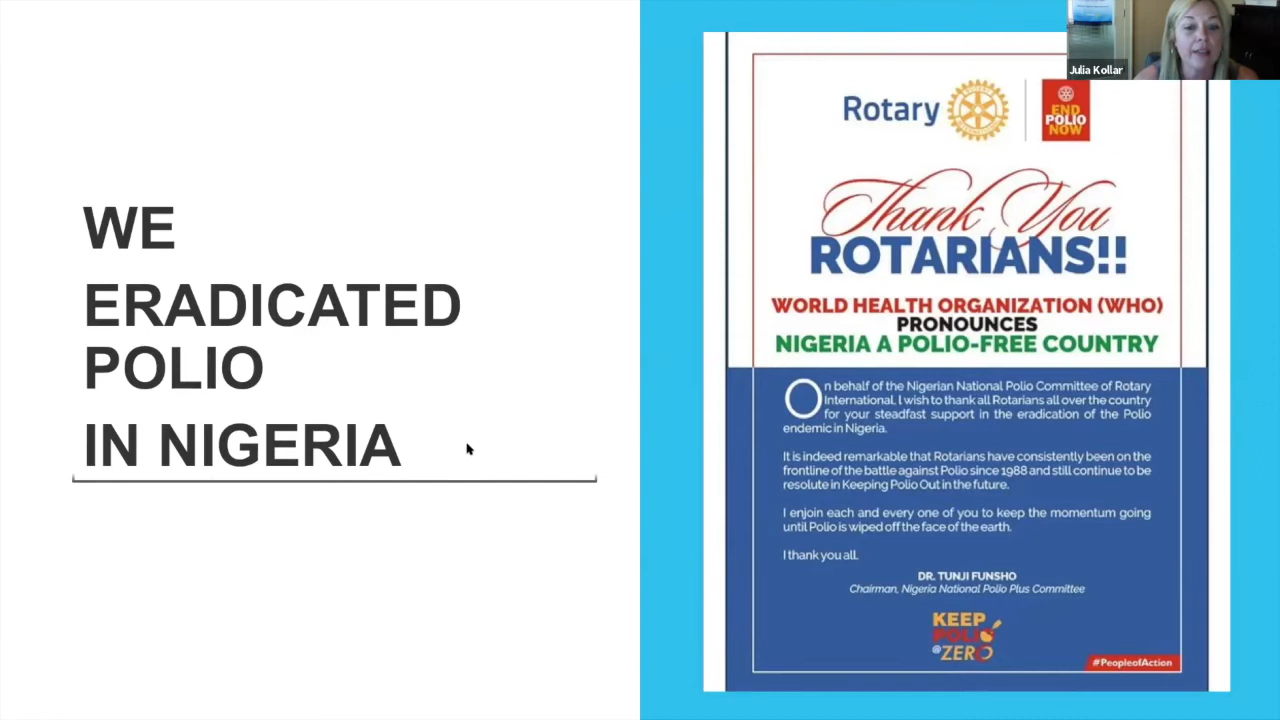 WE
ERADICATED
POLIO
IN NIGERIA
Julia Kollar
Rotary
END
POLIO
NOW
Thank You
ROTARIANS!!
WORLD HEALTH ORGANIZATION (WHO)
PRONOUNCES
NIGERIA A POLIO-FREE COUNTRY
On behalf of the Nigerian National Polio Committee of Rotary
International. I wish to thank all Rotarians all over the country
for your steadfast support in the eradication of the Polio
endemic in Nigeria.
It is indeed remarkable that Rotarians have consistently been on the
frontline of the battle against Polio since 1988 and still continue to be
resolute in Keeping Polio Out in the future.
I enjoin each and every one of you to keep the momentum going
until Polio is wiped off the face of the earth.
I thank you all.
DR. TUNJI FUNSHO
Chairman, Nigeria National Polio Plus Committee
KEEP
POLIO
@ZERO
#PeopleofAction